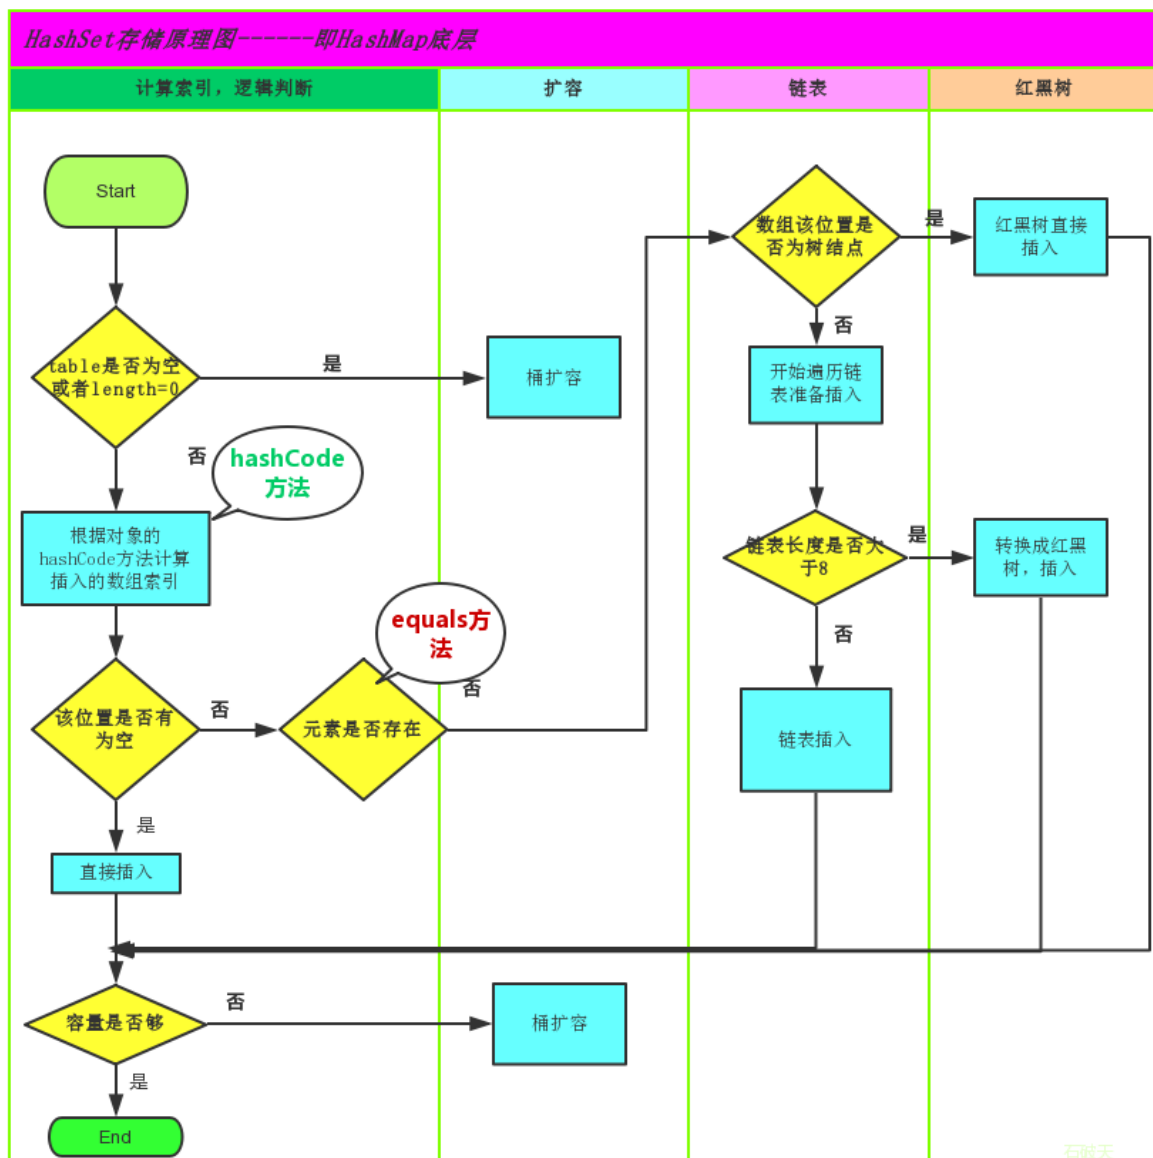 HashSet存储原理图------即HashMap底层
计算索引，逻辑判断
扩容
链表
红黑树
Start
table是否为空
或者length=0
是
桶扩容
否
hashCode
方法
根据对象的
hashCode方法计算
插入的数组索引
该位置是否有
为空
否
equals方
法
元素是否存在
否
是
直接插入
数组该位置是
否为树结点
是
红黑树直接
插入
否
开始遍历链
表准备插入
链表长度是否大
于8
是
转换成红黑
树，插入
否
链表插入
容量是否够
否
桶扩容
是
End
石破天